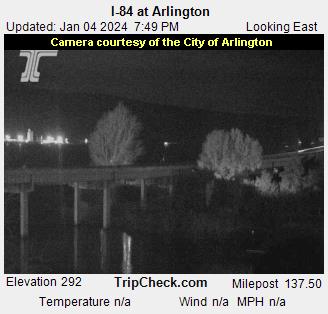 I-84 at Arlington
Updated: Jan 04 2024 7:49 PM Looking East
Camera courtesy of the City of Arlington
Elevation 292 TripCheck.com Milepost 137.50
Temperature n/a Wind n/a MPH n/a